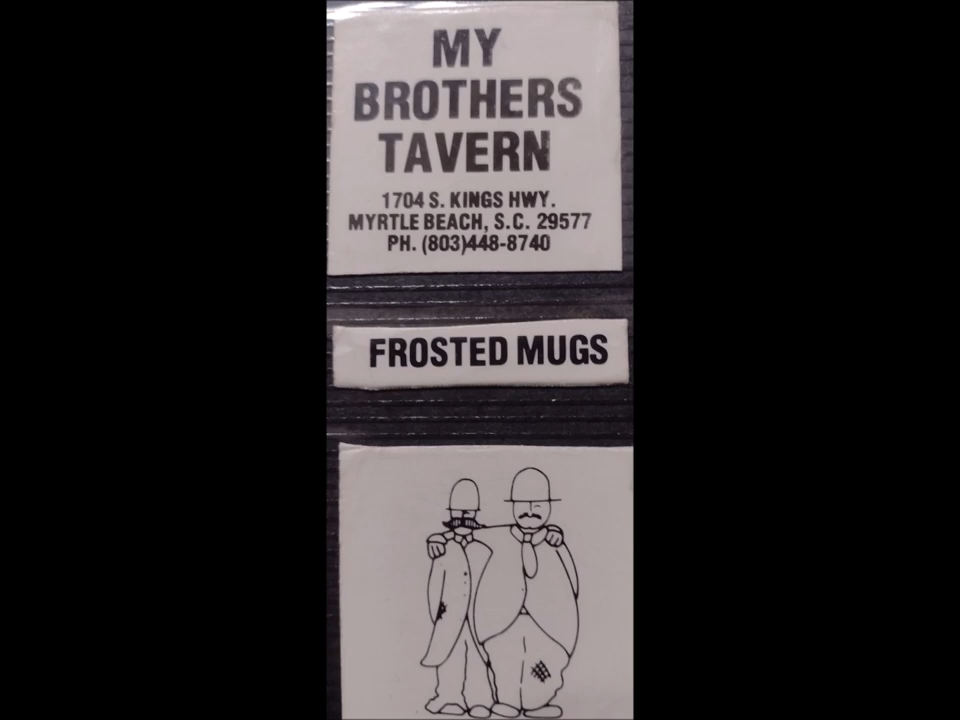 MY
BROTHERS
TAVERN
1704 S. KINGS HWY.
MYRTLE BEACH, S.C. 29577
PH. (803)448-8740
FROSTED MUGS